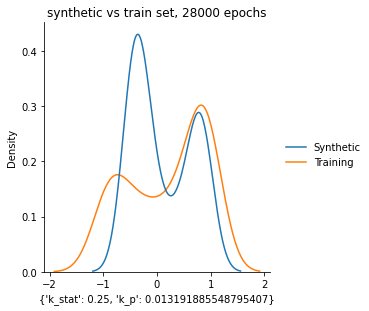 synthetic vs train set, 28000 epochs
0.4
0.3
0.2
0.1
0.0
Density
Synthetic
Training
−2
−1
0
1
2
{'k_stat': 0.25, 'k_p': 0.013191885548795407}